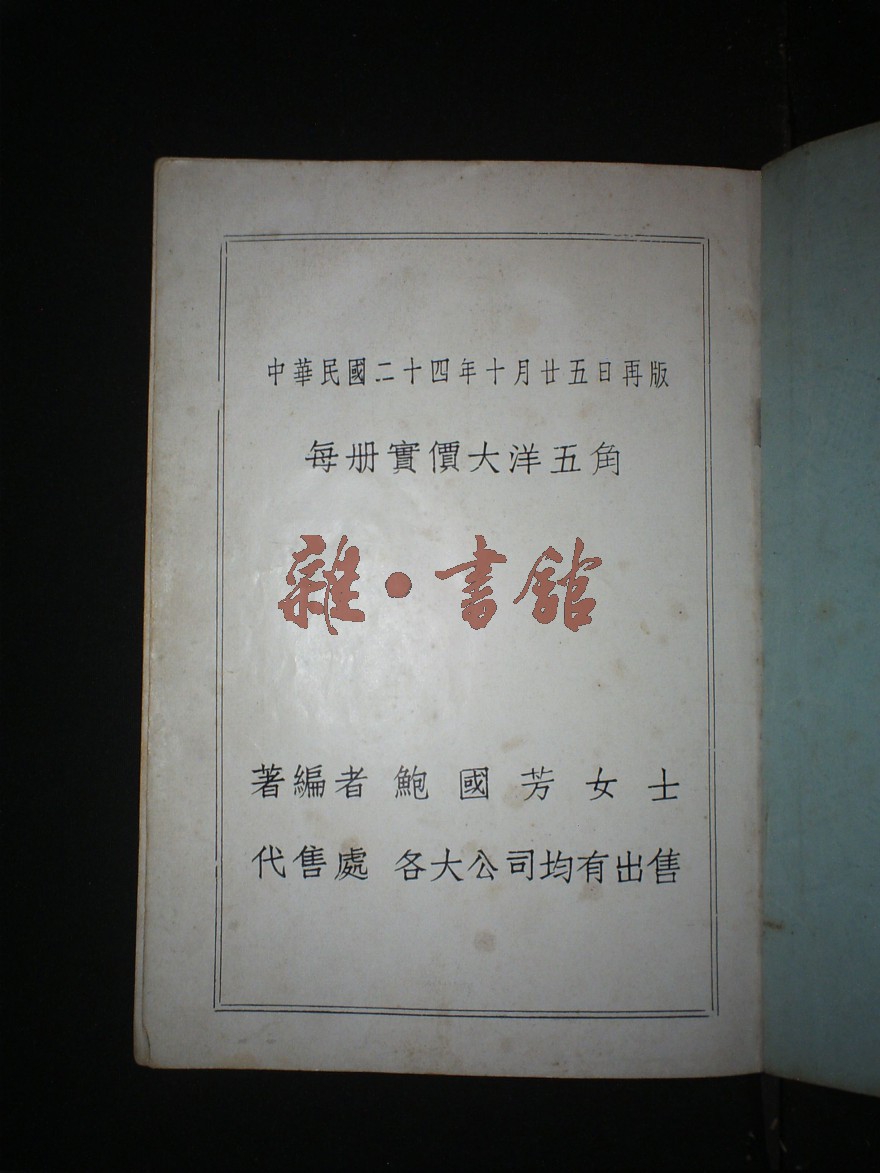 中華民國二十四年十月廿五日再版
每册實價大洋五角
雜·書館
著編者 鮑國芳女士
代售處 各大公司均有出售